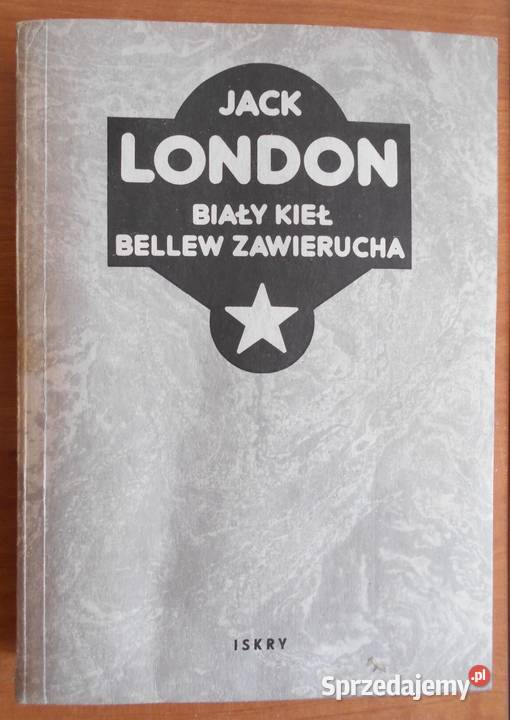 JACK
LONDON
BIAŁY KIEŁ
BELLEW ZAWIERUCHA
ISKRY
Sprzedajemy.pl